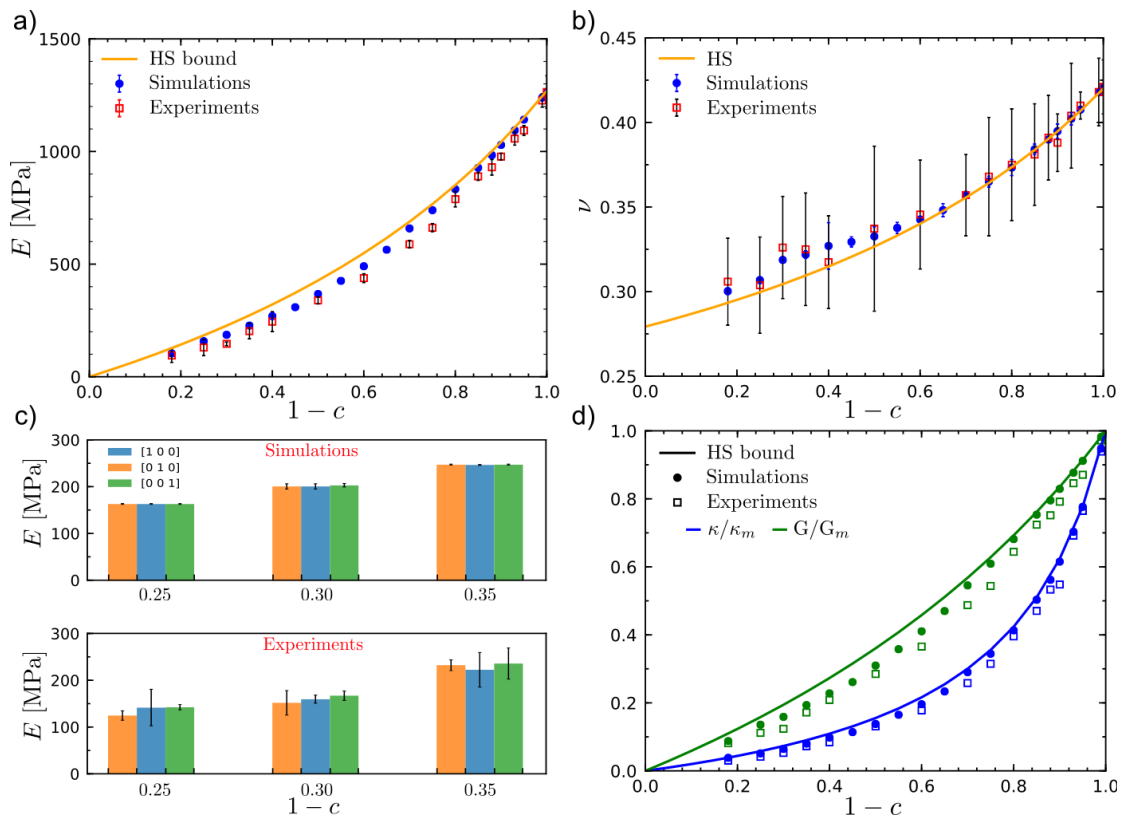 a)
1500
1000
500
0
E [MPa]
HS bound
Simulations
Experiments
0.0 0.2 0.4 0.6 0.8 1.0
1 − c
b)
0.45
0.40
0.35
0.30
0.25
ν
HS
Simulations
Experiments
0.0 0.2 0.4 0.6 0.8 1.0
1 − c
c)
300
200
100
0
E [MPa]
Simulations
[1 0 0]
[0 1 0]
[0 0 1]
0.25 0.30 0.35
300
200
100
0
E [MPa]
Experiments
0.25 0.30 0.35
1 − c
d)
1.0
0.8
0.6
0.4
0.2
0.0
HS bound
Simulations
Experiments
κ/κm G/Gm
0.0 0.2 0.4 0.6 0.8 1.0
1 − c